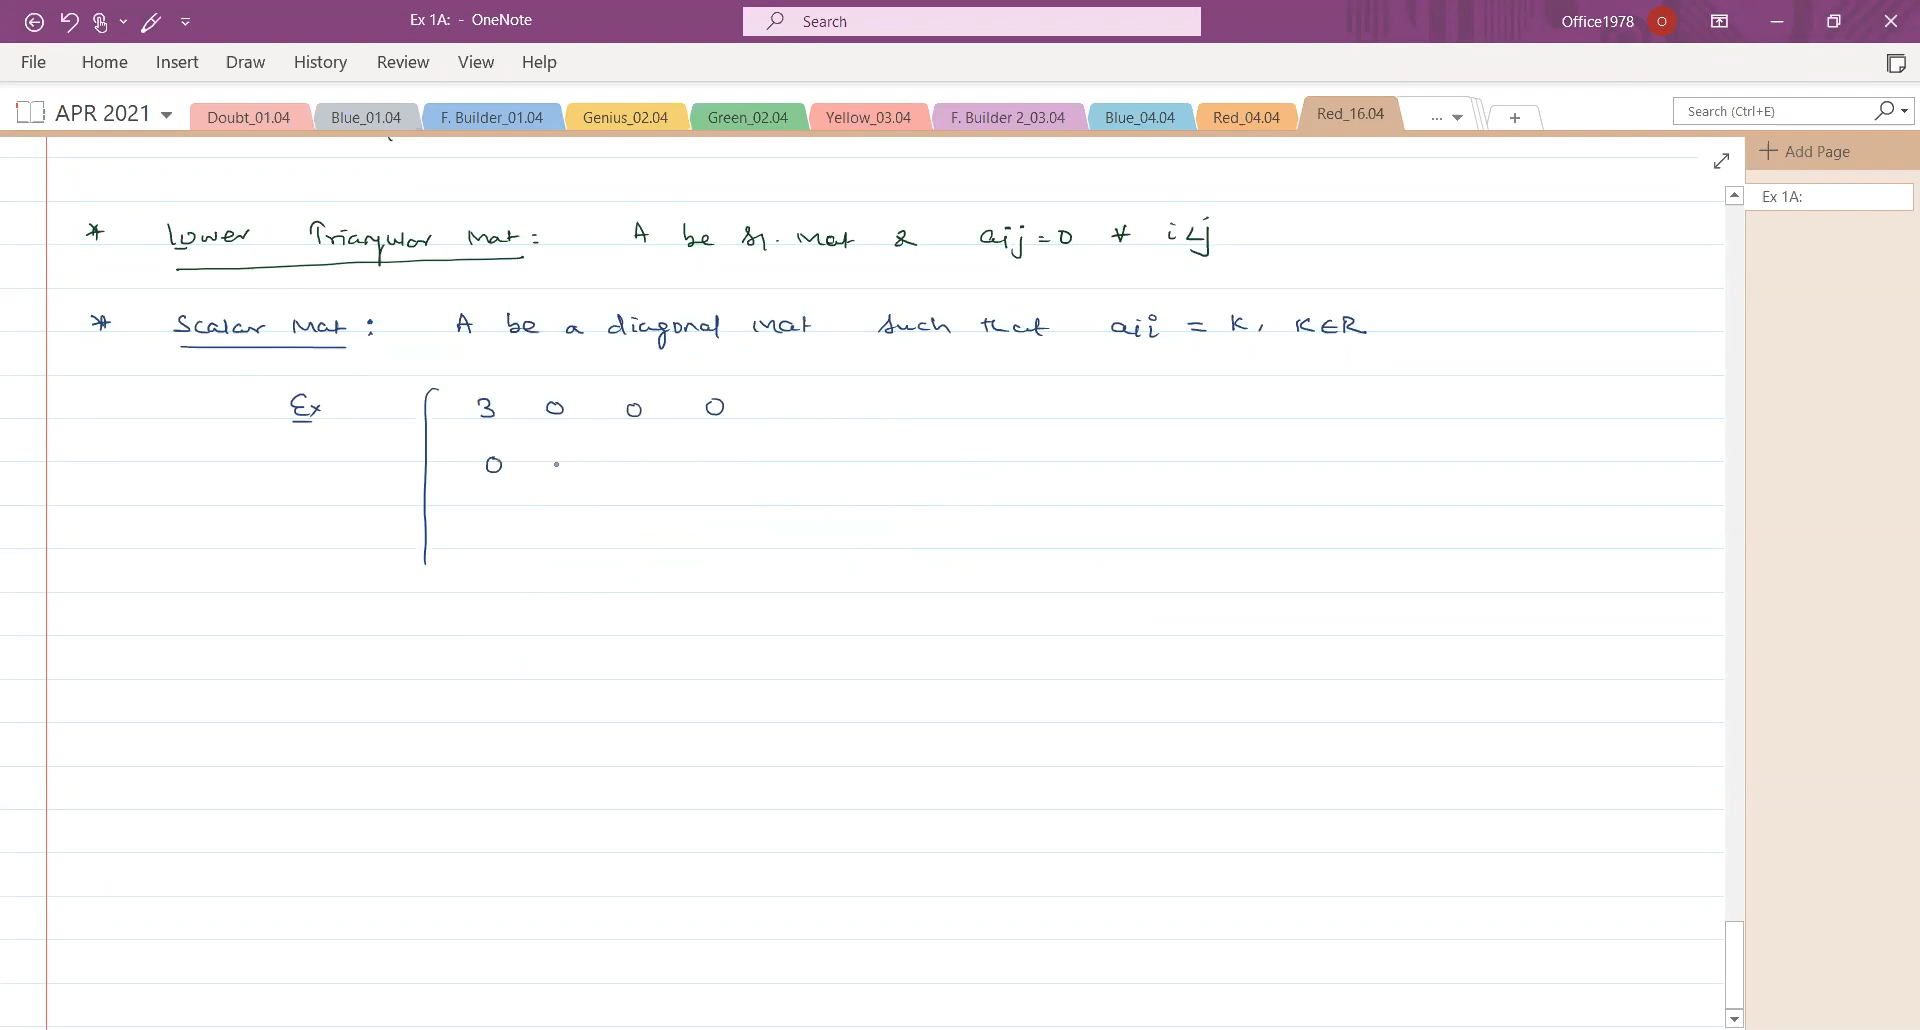 Ex 1A: - OneNote
Search
Office1978
O
File Home Insert Draw History Review View Help
APR 2021
Doubt_01.04 Blue_01.04 F. Builder_01.04 Genius_02.04 Green_02.04 Yellow_03.04 F. Builder 2_03.04 Blue_04.04 Red_04.04 Red_16.04 ...
Search (Ctrl+E)
Add Page
Ex 1A:
* Lower Triangular Mat: A be sq. Mat & aij = 0 ∀ i<j
* Scalar Mat: A be a diagonal Mat such that aii = K, K∈R
Ex 3 0 0 0
0